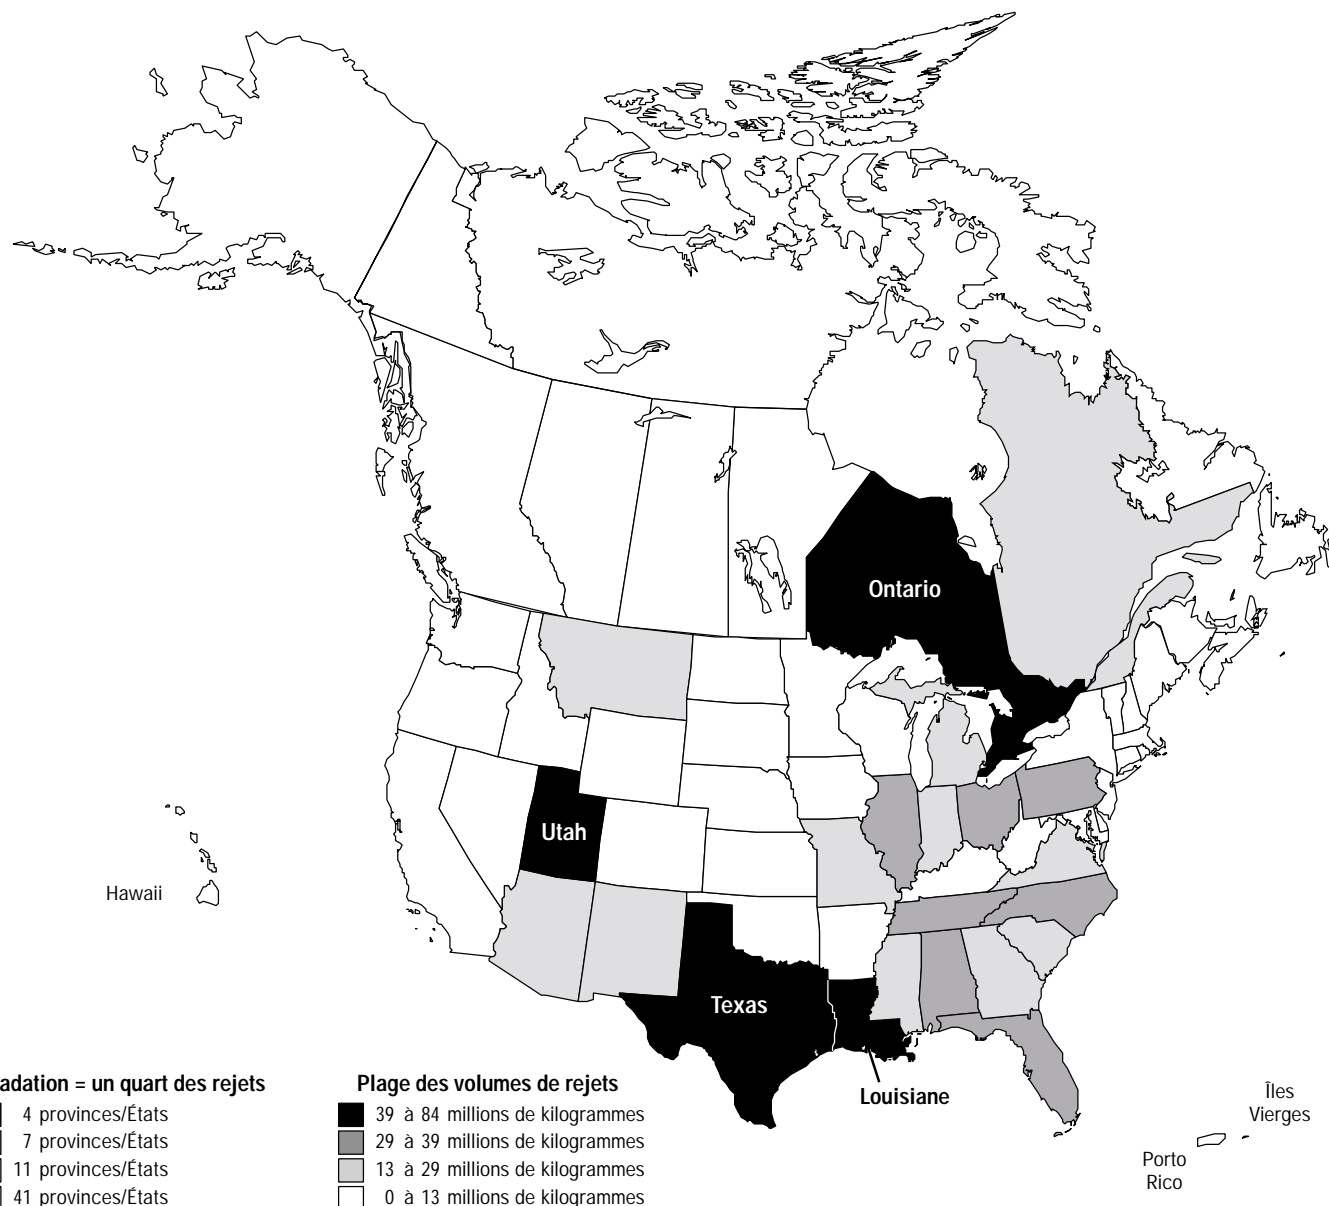 Ontario
Utah
Hawaii
Texas
Louisiane
Îles
Vierges
Porto
Rico
= un quart des rejets
4 provinces/États
7 provinces/États
11 provinces/États
41 provinces/États
Plage des volumes de rejets
39 à 84 millions de kilogrammes
29 à 39 millions de kilogrammes
13 à 29 millions de kilogrammes
0 à 13 millions de kilogrammes